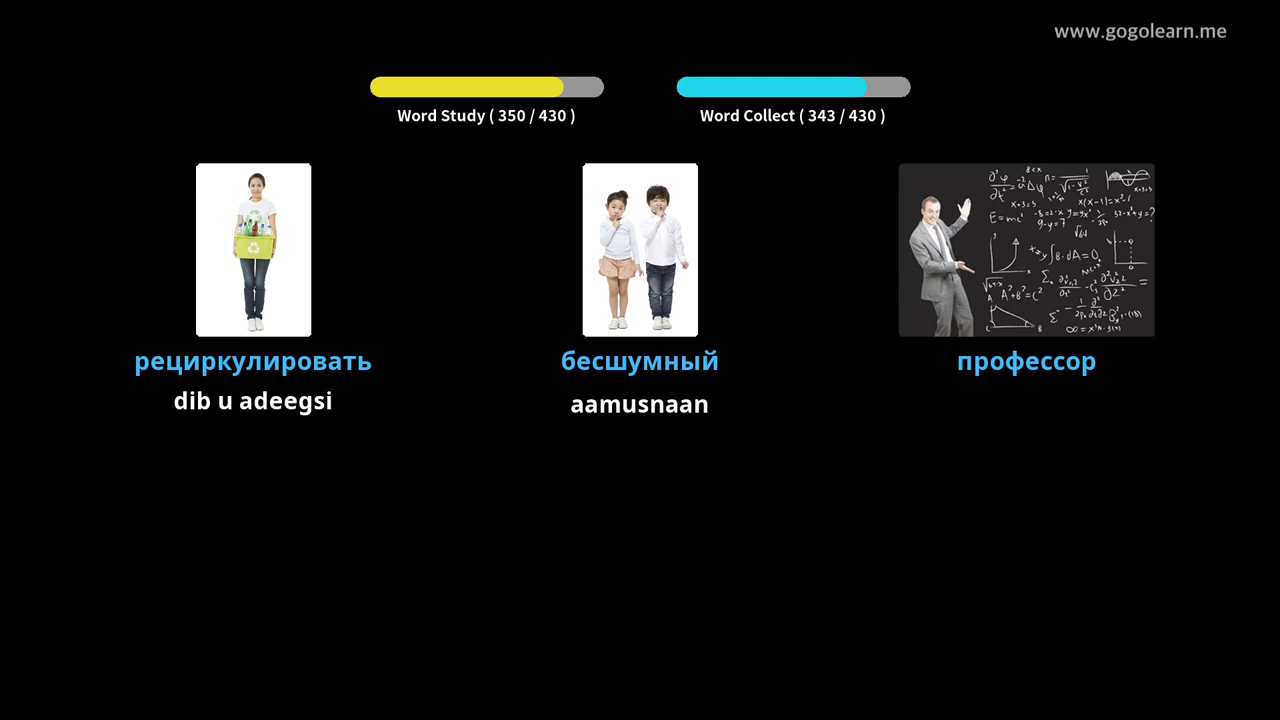 www.gogolearn.me
Word Study ( 350 / 430 )
Word Collect ( 343 / 430 )
рециркулировать
dib u adeegsi
бесшумный
aamusnaan
профессор